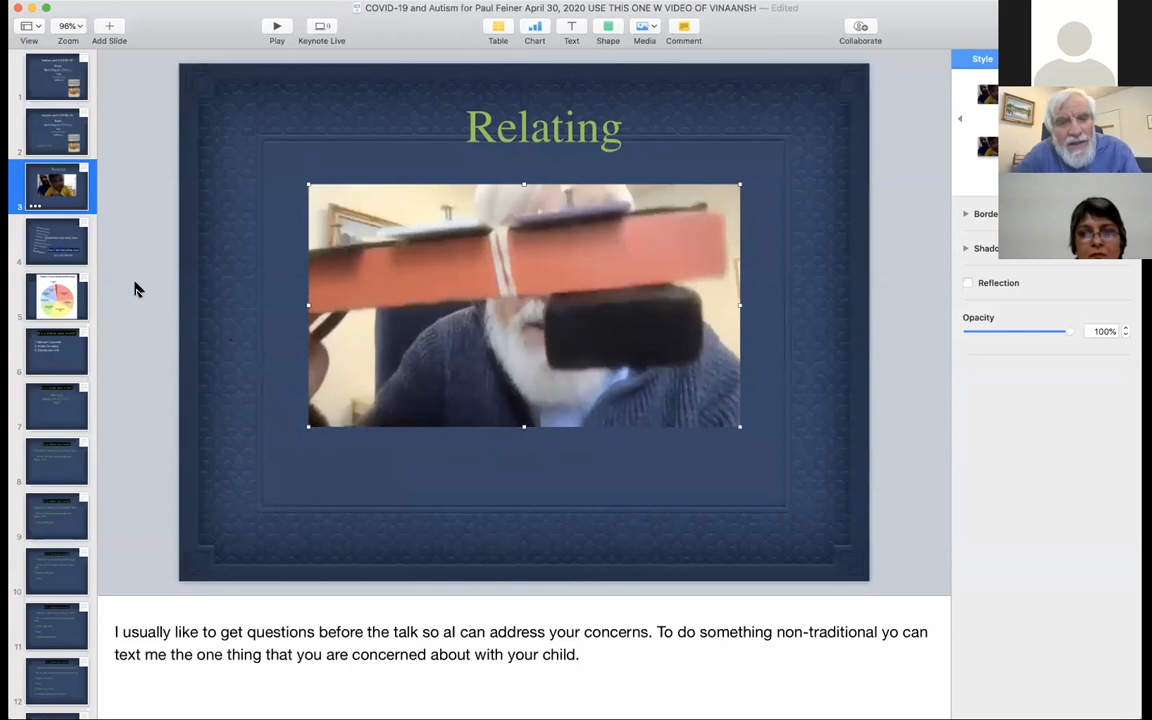 COVID-19 and Autism for Paul Feiner April 30, 2020 USE THIS ONE W VIDEO OF VINAANSH — Edited
96%
View Zoom Add Slide Play Keynote Live Table Chart Text Shape Media Comment Collaborate
Style
Relating
1
2
3
4
5
6
7
8
9
10
11
12
Borde
Shado
Reflection
Opacity
100%
I usually like to get questions before the talk so aI can address your concerns. To do something non-traditional yo can
text me the one thing that you are concerned about with your child.